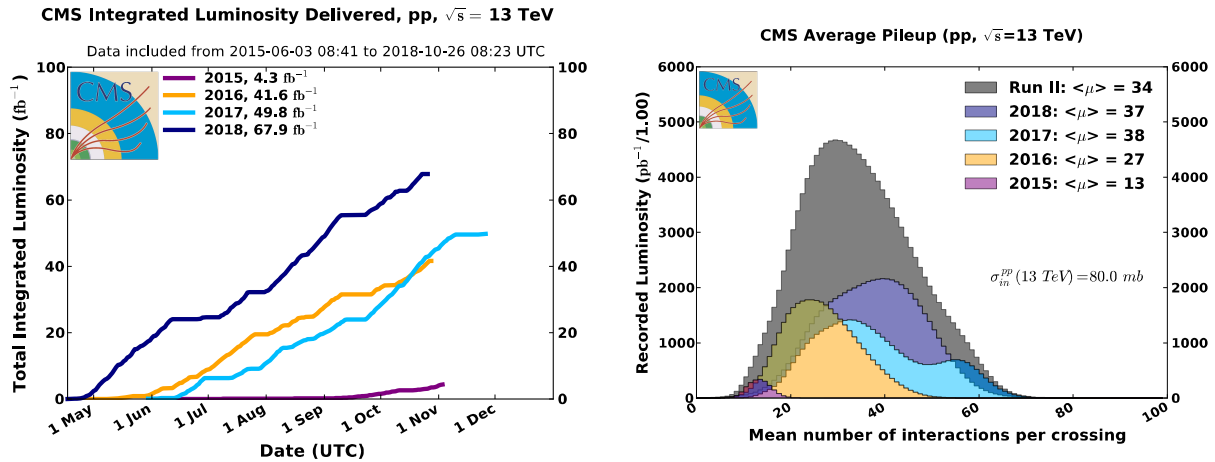 CMS Integrated Luminosity Delivered, pp, √s = 13 TeV
Data included from 2015-06-03 08:41 to 2018-10-26 08:23 UTC
CMS
2015, 4.3 fb⁻¹
2016, 41.6 fb⁻¹
2017, 49.8 fb⁻¹
2018, 67.9 fb⁻¹
Total Integrated Luminosity (fb⁻¹)
100
80
60
40
20
0
100
80
60
40
20
0
1 May
1 Jun
1 Jul
1 Aug
1 Sep
1 Oct
1 Nov
1 Dec
Date (UTC)
CMS Average Pileup (pp, √s=13 TeV)
CMS
Run II: <μ> = 34
2018: <μ> = 37
2017: <μ> = 38
2016: <μ> = 27
2015: <μ> = 13
σ_in^pp(13 TeV)=80.0 mb
Recorded Luminosity (pb⁻¹/1.00)
6000
5000
4000
3000
2000
1000
0
6000
5000
4000
3000
2000
1000
0
0
20
40
60
80
100
Mean number of interactions per crossing